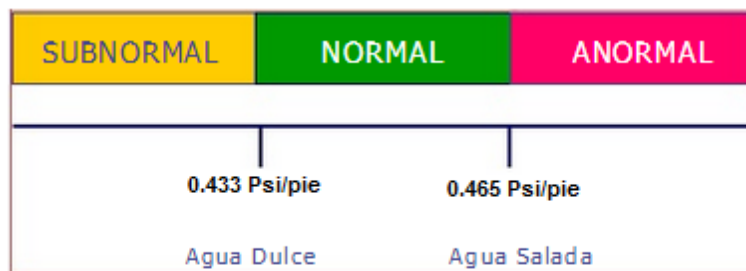 SUBNORMAL NORMAL ANORMAL
0.433 Psi/pie 0.465 Psi/pie
Agua Dulce Agua Salada